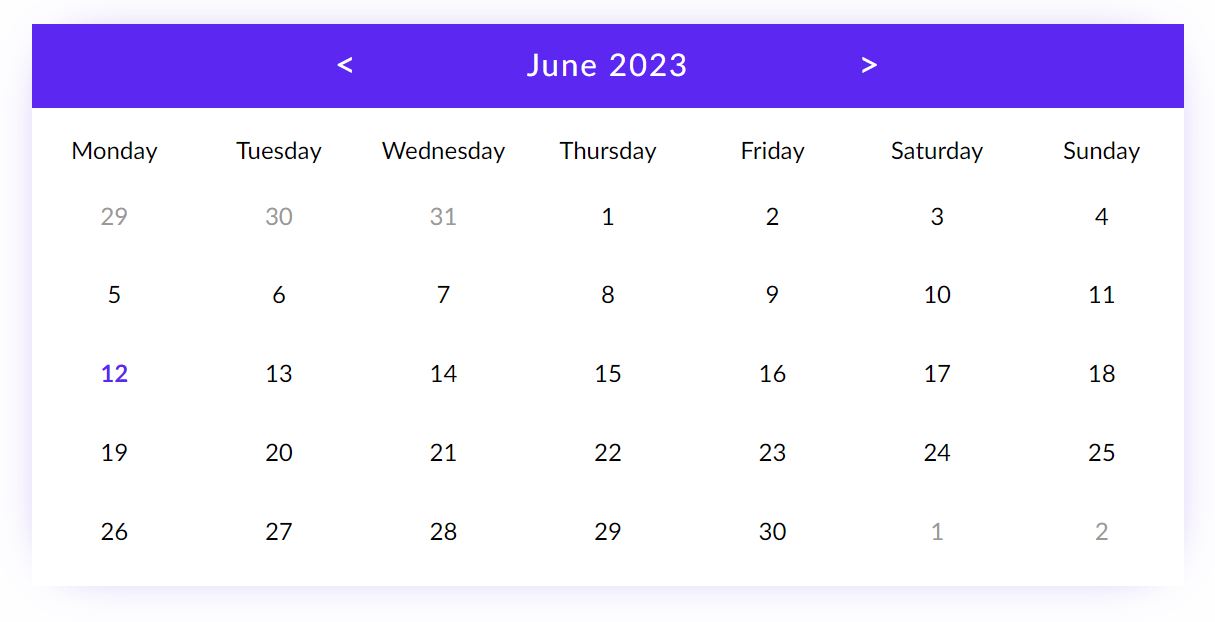 < June 2023 >
Monday Tuesday Wednesday Thursday Friday Saturday Sunday
29 30 31 1 2 3 4
5 6 7 8 9 10 11
12 13 14 15 16 17 18
19 20 21 22 23 24 25
26 27 28 29 30 1 2